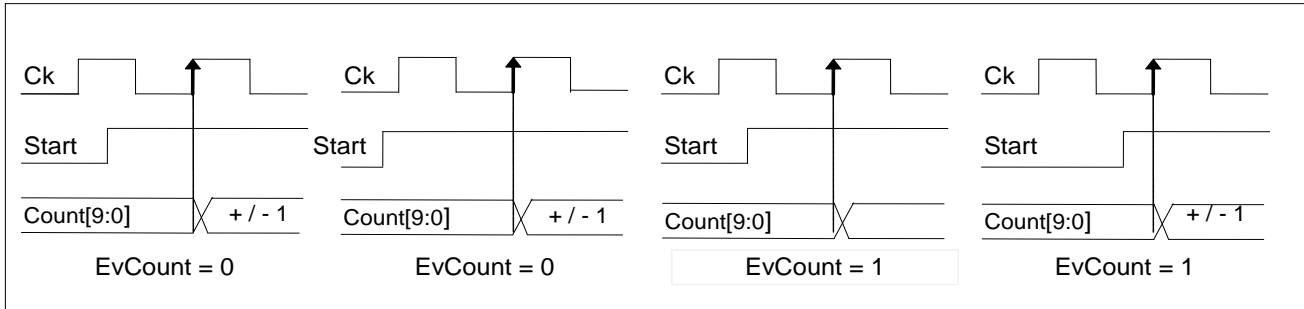 Ck
Ck
Ck
Ck
Start
Start
Start
Start
Count[9:0]
+ / - 1
Count[9:0]
+ / - 1
Count[9:0]
Count[9:0]
+ / - 1
EvCount = 0
EvCount = 0
EvCount = 1
EvCount = 1